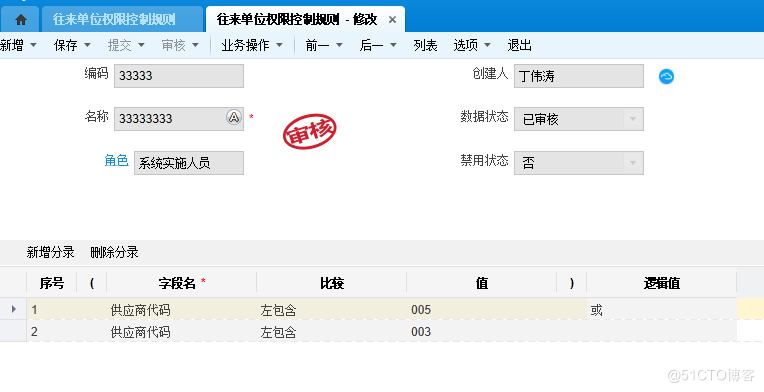 往来单位权限控制规则 往来单位权限控制规则 - 修改 ×
新增 保存 提交 审核 业务操作 前一 后一 列表 选项 退出
编码 33333 创建人 丁伟涛
名称 33333333 A * 审核 数据状态 已审核
角色 系统实施人员 禁用状态 否
新增分录 删除分录
序号 ( 字段名 * 比较 值 ) 逻辑值
1 供应商代码 左包含 005 或
2 供应商代码 左包含 003
@51CTO博客